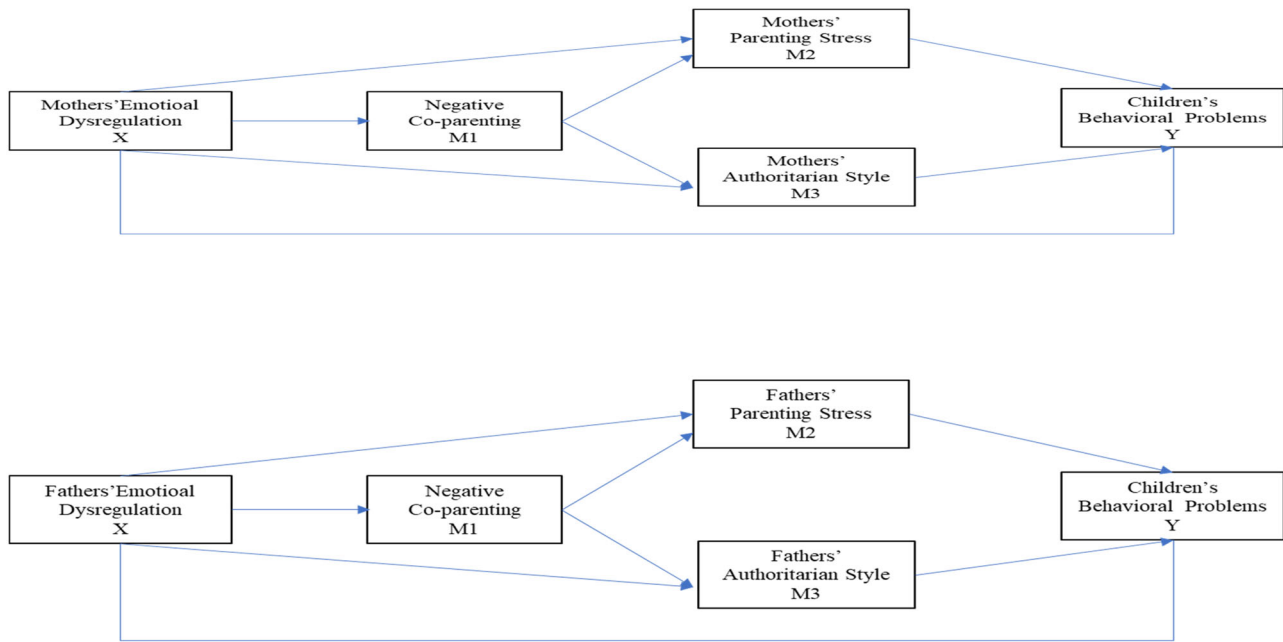 Mothers’
Parenting Stress
M2
Mothers’Emotioal
Dysregulation
X
Negative
Co-parenting
M1
Children’s
Behavioral Problems
Y
Mothers’
Authoritarian Style
M3
Fathers’
Parenting Stress
M2
Fathers’Emotioal
Dysregulation
X
Negative
Co-parenting
M1
Children’s
Behavioral Problems
Y
Fathers’
Authoritarian Style
M3